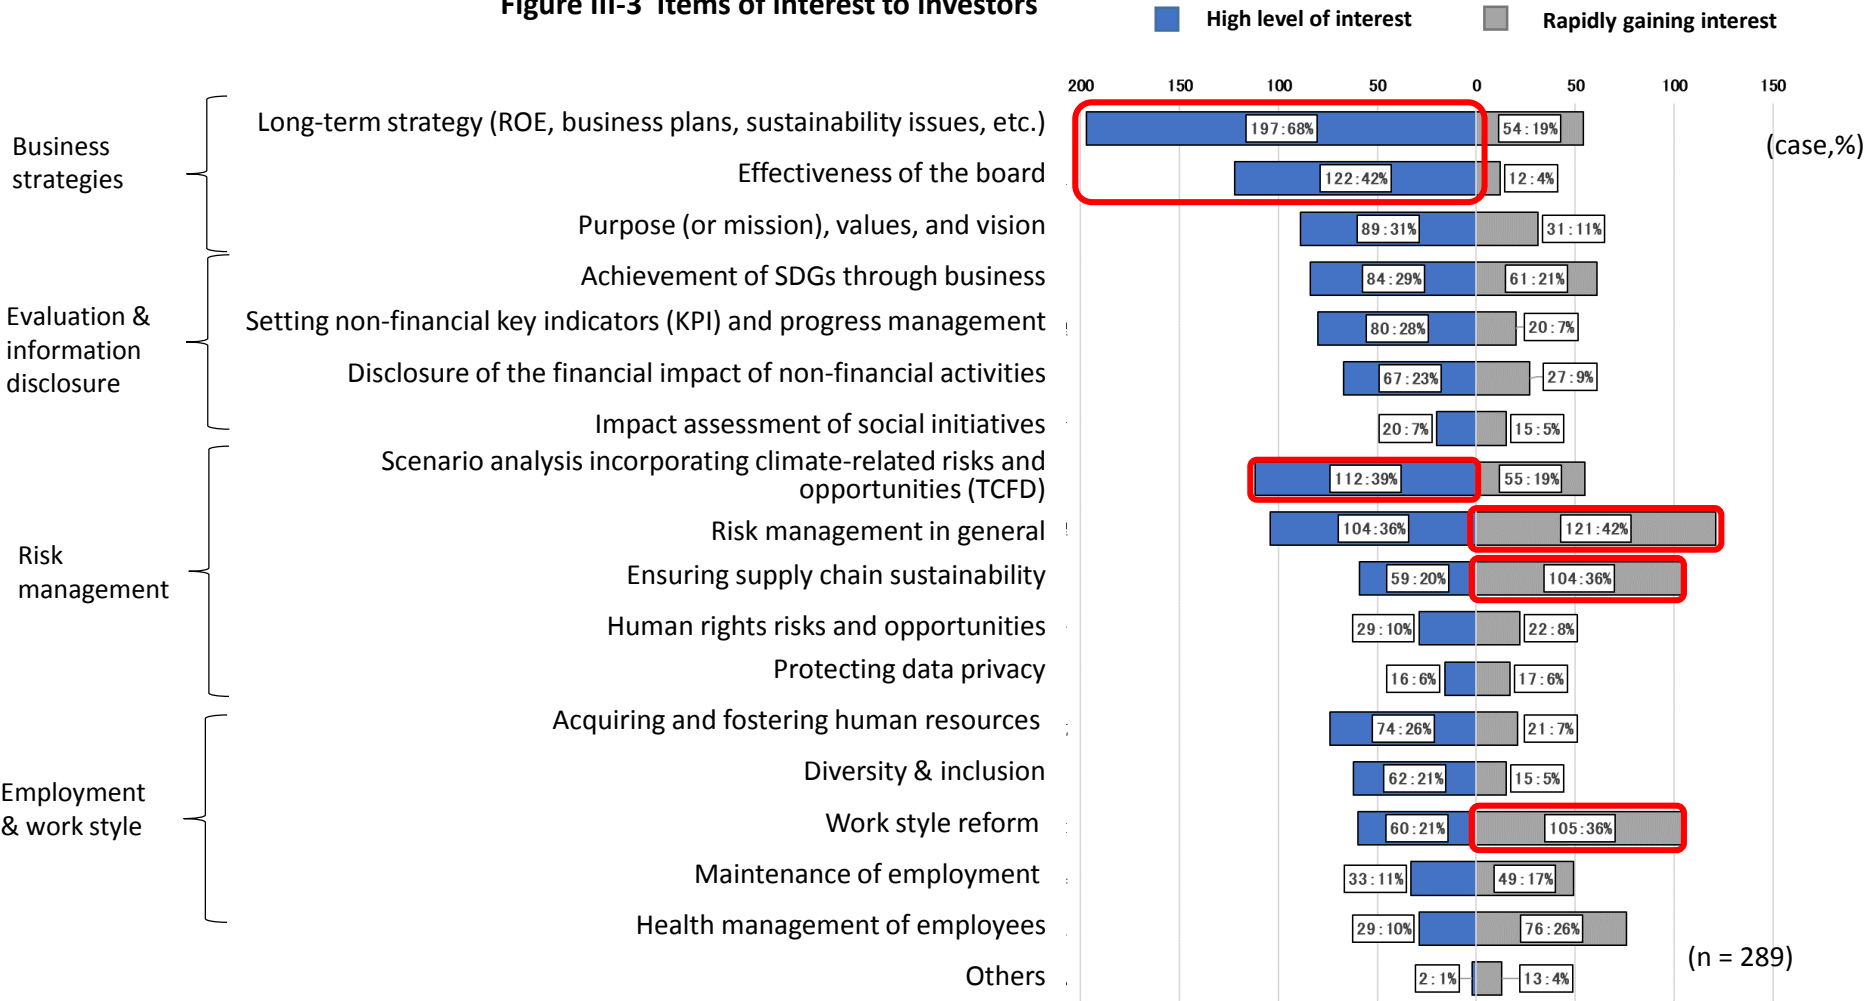 Figure III-3 Items of Interest to Investors
High level of interest
Rapidly gaining interest
200 150 100 50 0 50 100 150
(case,%)
Business
strategies
Long-term strategy (ROE, business plans, sustainability issues, etc.)
197:68% 54:19%
Effectiveness of the board
122:42% 12:4%
Purpose (or mission), values, and vision
89:31% 31:11%
Evaluation &
information
disclosure
Achievement of SDGs through business
84:29% 61:21%
Setting non-financial key indicators (KPI) and progress management
80:28% 20:7%
Disclosure of the financial impact of non-financial activities
67:23% 27:9%
Impact assessment of social initiatives
20:7% 15:5%
Risk
management
Scenario analysis incorporating climate-related risks and
opportunities (TCFD)
112:39% 55:19%
Risk management in general
104:36% 121:42%
Ensuring supply chain sustainability
59:20% 104:36%
Human rights risks and opportunities
29:10% 22:8%
Protecting data privacy
16:6% 17:6%
Employment
& work style
Acquiring and fostering human resources
74:26% 21:7%
Diversity & inclusion
62:21% 15:5%
Work style reform
60:21% 105:36%
Maintenance of employment
33:11% 49:17%
Health management of employees
29:10% 76:26%
Others
2:1% 13:4%
(n = 289)